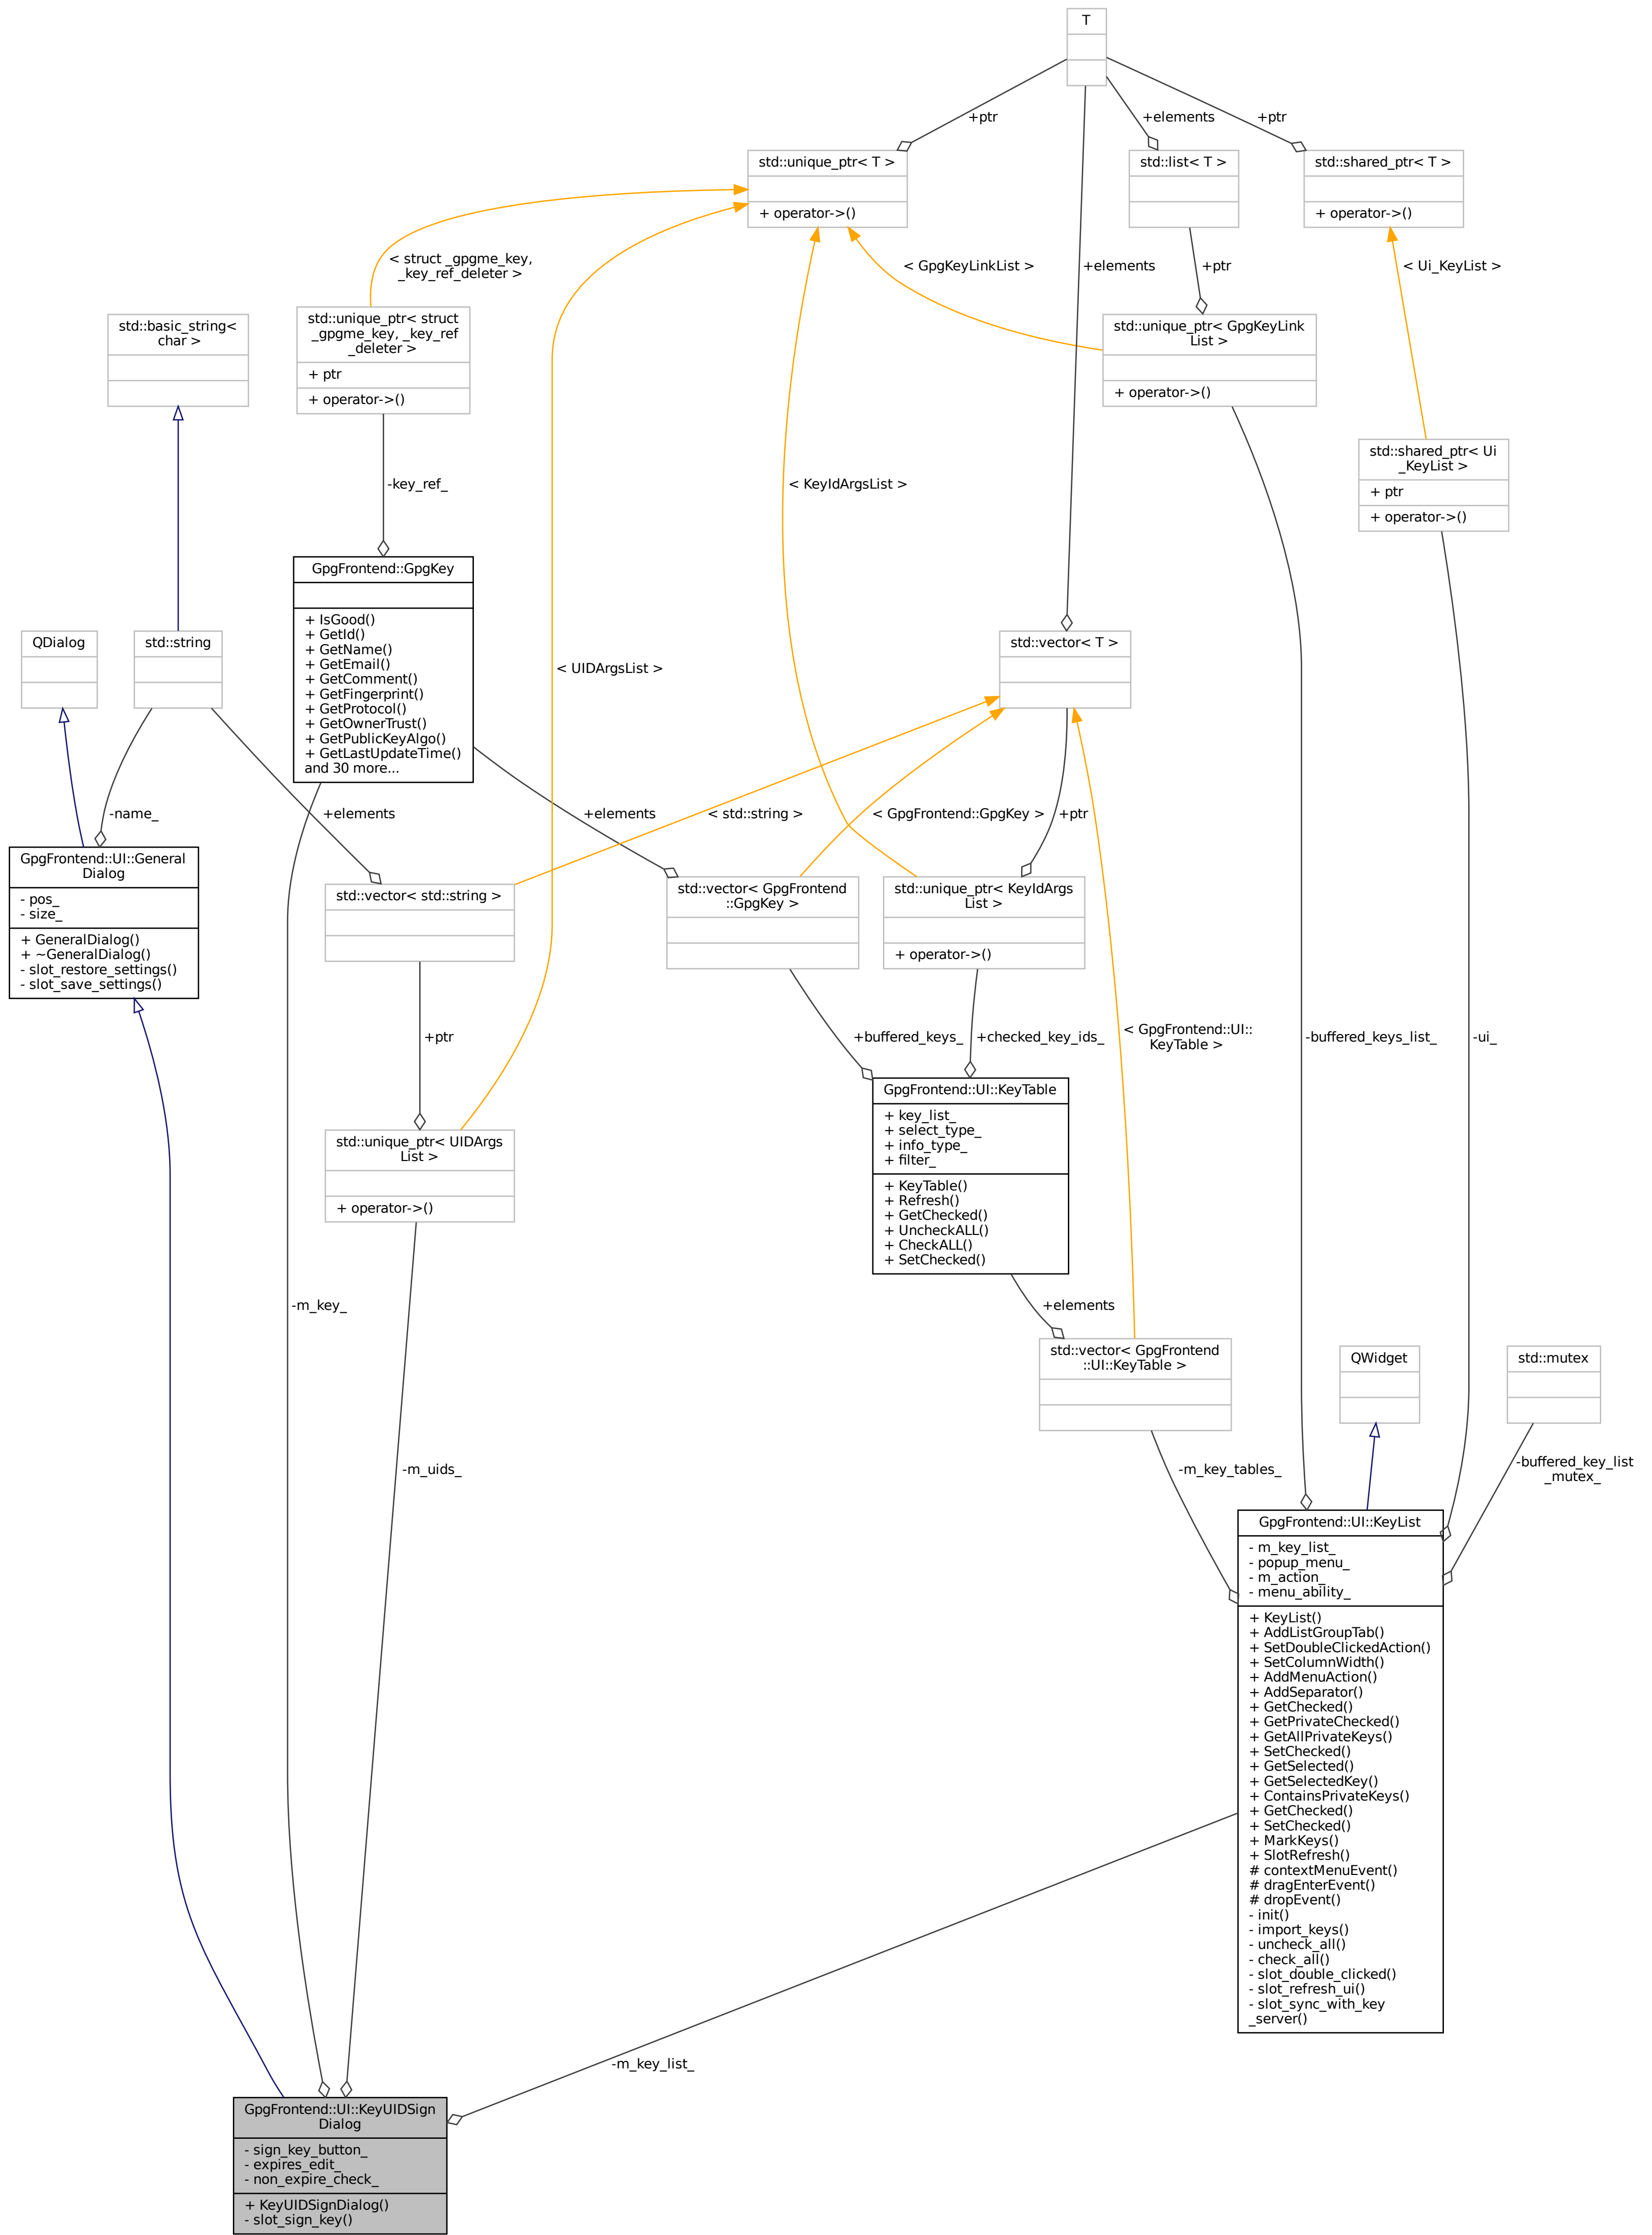 T
+ptr
+elements
+ptr
std::unique_ptr< T >
+ operator->()
std::list< T >
std::shared_ptr< T >
+ operator->()
< struct _gpgme_key,
_key_ref_deleter >
< GpgKeyLinkList >
+elements
+ptr
< Ui_KeyList >
std::basic_string<
char >
std::unique_ptr< struct
_gpgme_key, _key_ref
_deleter >
+ ptr
+ operator->()
std::unique_ptr< GpgKeyLink
List >
+ operator->()
std::shared_ptr< Ui
_KeyList >
+ ptr
+ operator->()
-key_ref_
< KeyIdArgsList >
GpgFrontend::GpgKey
+ IsGood()
+ GetId()
+ GetName()
+ GetEmail()
+ GetComment()
+ GetFingerprint()
+ GetProtocol()
+ GetOwnerTrust()
+ GetPublicKeyAlgo()
+ GetLastUpdateTime()
and 30 more...
QDialog
std::string
< UIDArgsList >
std::vector< T >
-name_
+elements
+elements
< std::string >
< GpgFrontend::GpgKey >
+ptr
GpgFrontend::UI::General
Dialog
- pos_
- size_
+ GeneralDialog()
+ ~GeneralDialog()
- slot_restore_settings()
- slot_save_settings()
std::vector< std::string >
std::vector< GpgFrontend
::GpgKey >
std::unique_ptr< KeyIdArgs
List >
+ operator->()
+ptr
+buffered_keys_
+checked_key_ids_
< GpgFrontend::UI::
KeyTable >
-buffered_keys_list_
-ui_
GpgFrontend::UI::KeyTable
+ key_list_
+ select_type_
+ info_type_
+ filter_
+ KeyTable()
+ Refresh()
+ GetChecked()
+ UncheckALL()
+ CheckALL()
+ SetChecked()
std::unique_ptr< UIDArgs
List >
+ operator->()
-m_key_
+elements
std::vector< GpgFrontend
::UI::KeyTable >
QWidget
std::mutex
-m_uids_
-m_key_tables_
-buffered_key_list
_mutex_
GpgFrontend::UI::KeyList
- m_key_list_
- popup_menu_
- m_action_
- menu_ability_
+ KeyList()
+ AddListGroupTab()
+ SetDoubleClickedAction()
+ SetColumnWidth()
+ AddMenuAction()
+ AddSeparator()
+ GetChecked()
+ GetPrivateChecked()
+ GetAllPrivateKeys()
+ SetChecked()
+ GetSelected()
+ GetSelectedKey()
+ ContainsPrivateKeys()
+ GetChecked()
+ SetChecked()
+ MarkKeys()
+ SlotRefresh()
# contextMenuEvent()
# dragEnterEvent()
# dropEvent()
- init()
- import_keys()
- uncheck_all()
- check_all()
- slot_double_clicked()
- slot_refresh_ui()
- slot_sync_with_key
_server()
-m_key_list_
GpgFrontend::UI::KeyUIDSign
Dialog
- sign_key_button_
- expires_edit_
- non_expire_check_
+ KeyUIDSignDialog()
- slot_sign_key()